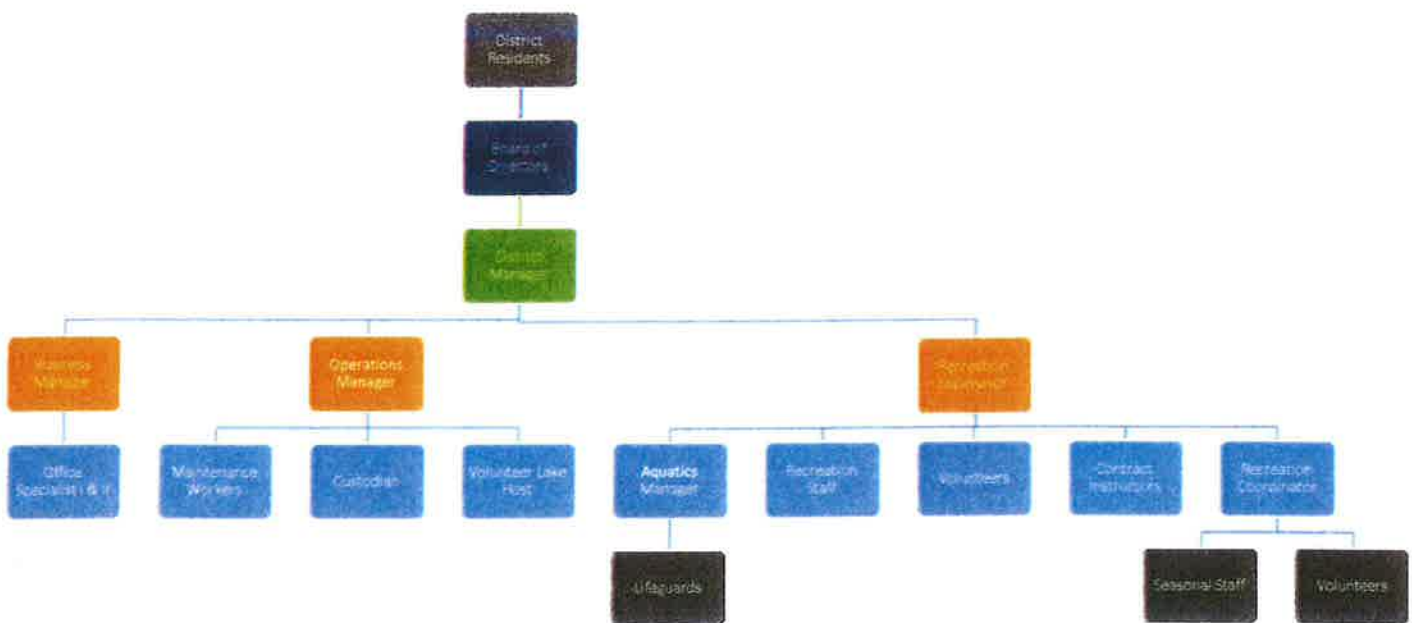 District
Residents
Board of
Directors
District
Manager
Business
Manager
Operations
Manager
Recreation
Office
Specialist I & II
Maintenance
Workers
Custodian
Volunteer Lake
Host
Aquatics
Manager
Recreation
Staff
Volunteers
Contract
Instructors
Recreation
Coordinator
Lifeguards
Seasonal Staff
Volunteers